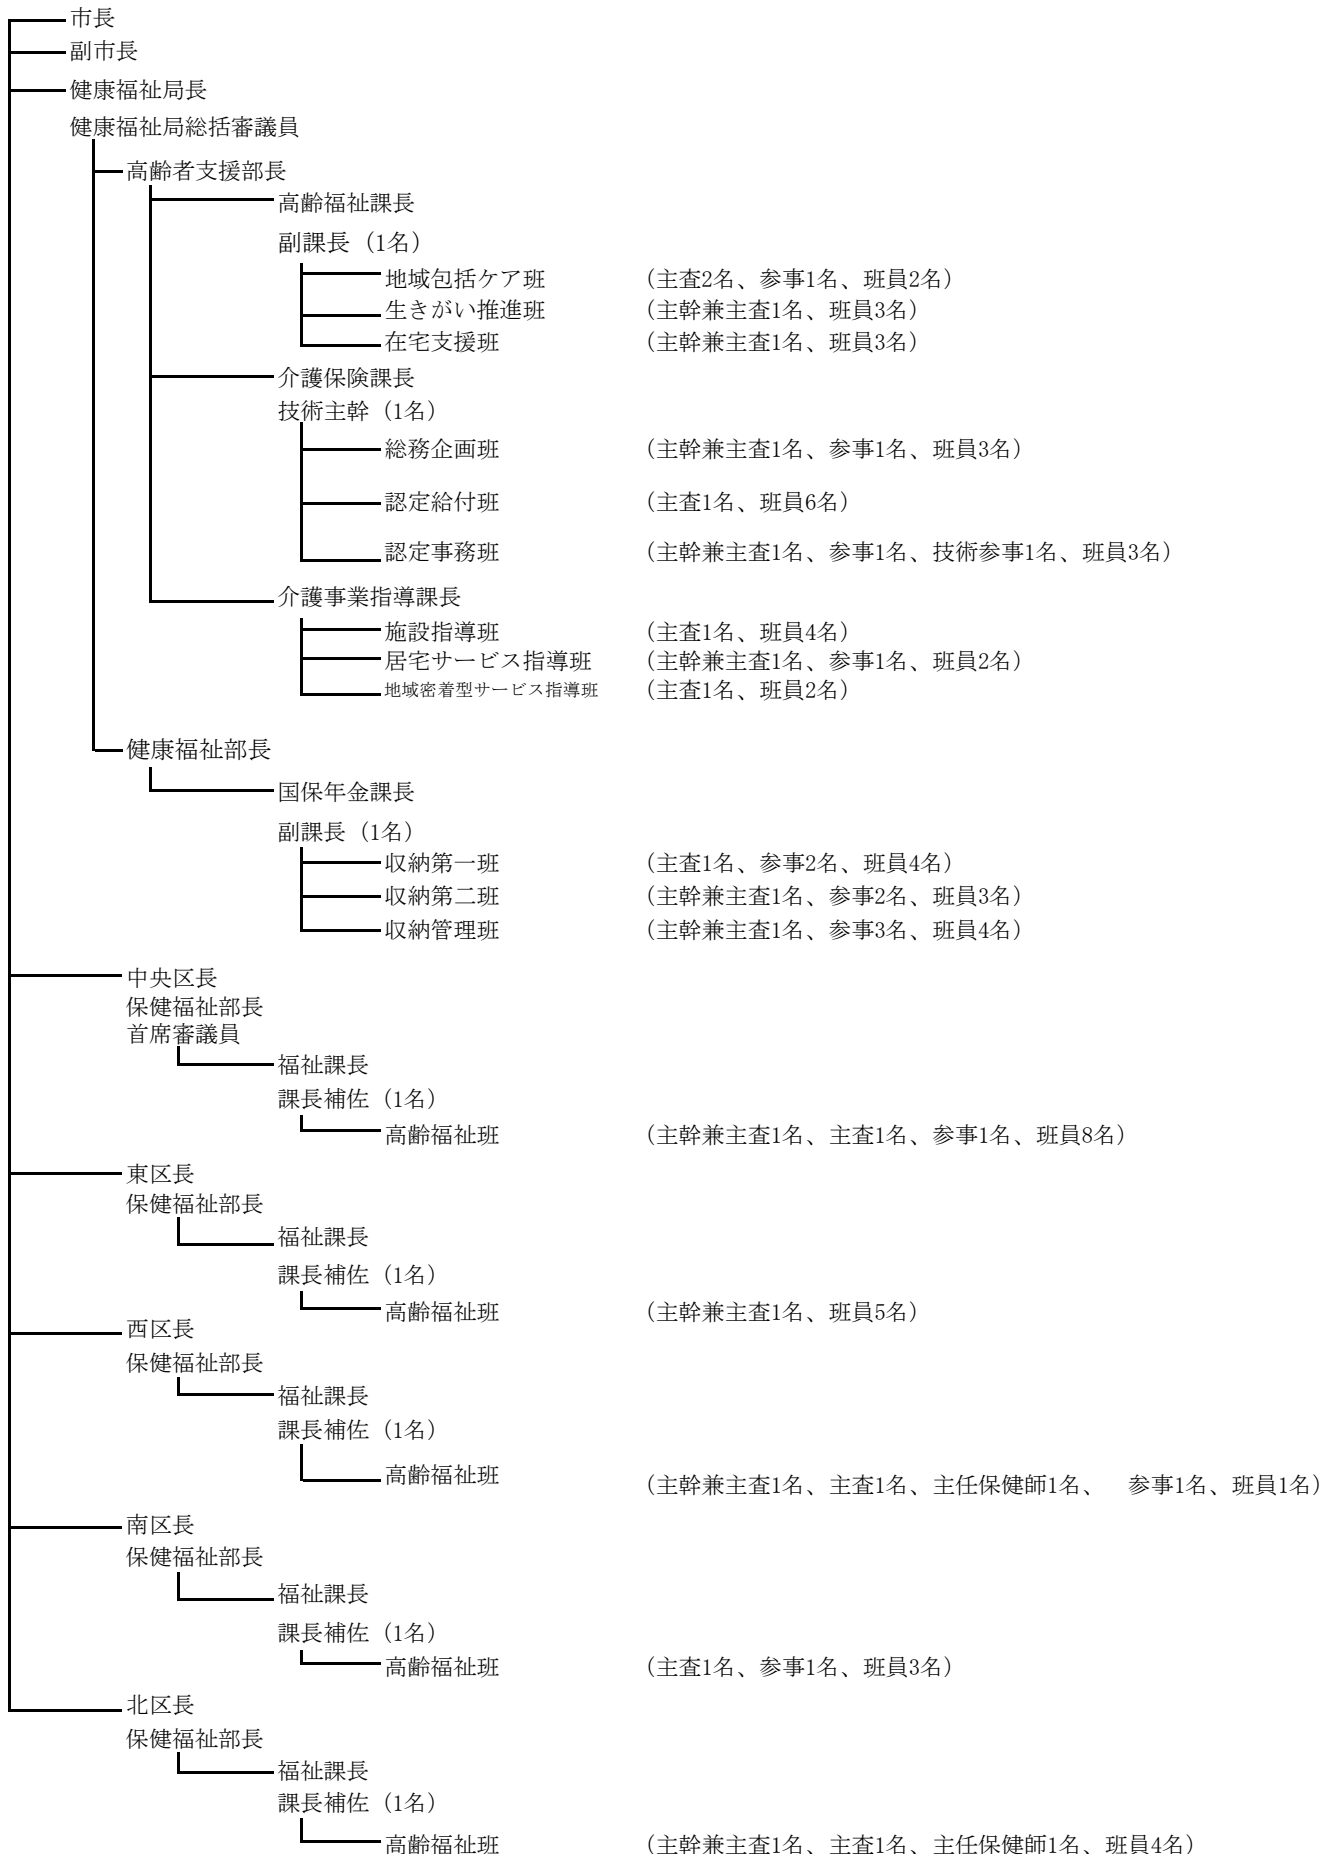 市長
副市長
健康福祉局長
健康福祉局総括審議員
高齢者支援部長
高齢福祉課長
副課長（1名）
地域包括ケア班 （主査2名、参事1名、班員2名）
生きがい推進班 （主幹兼主査1名、班員3名）
在宅支援班 （主幹兼主査1名、班員3名）
介護保険課長
技術主幹（1名）
総務企画班 （主幹兼主査1名、参事1名、班員3名）
認定給付班 （主査1名、班員6名）
認定事務班 （主幹兼主査1名、参事1名、技術参事1名、班員3名）
介護事業指導課長
施設指導班 （主査1名、班員4名）
居宅サービス指導班 （主幹兼主査1名、参事1名、班員2名）
地域密着型サービス指導班 （主査1名、班員2名）
健康福祉部長
国保年金課長
副課長（1名）
収納第一班 （主査1名、参事2名、班員4名）
収納第二班 （主幹兼主査1名、参事2名、班員3名）
収納管理班 （主幹兼主査1名、参事3名、班員4名）
中央区長
保健福祉部長
首席審議員
福祉課長
課長補佐（1名）
高齢福祉班 （主幹兼主査1名、主査1名、参事1名、班員8名）
東区長
保健福祉部長
福祉課長
課長補佐（1名）
高齢福祉班 （主幹兼主査1名、班員5名）
西区長
保健福祉部長
福祉課長
課長補佐（1名）
高齢福祉班 （主幹兼主査1名、主査1名、主任保健師1名、　参事1名、班員1名）
南区長
保健福祉部長
福祉課長
課長補佐（1名）
高齢福祉班 （主査1名、参事1名、班員3名）
北区長
保健福祉部長
福祉課長
課長補佐（1名）
高齢福祉班 （主幹兼主査1名、主査1名、主任保健師1名、班員4名）